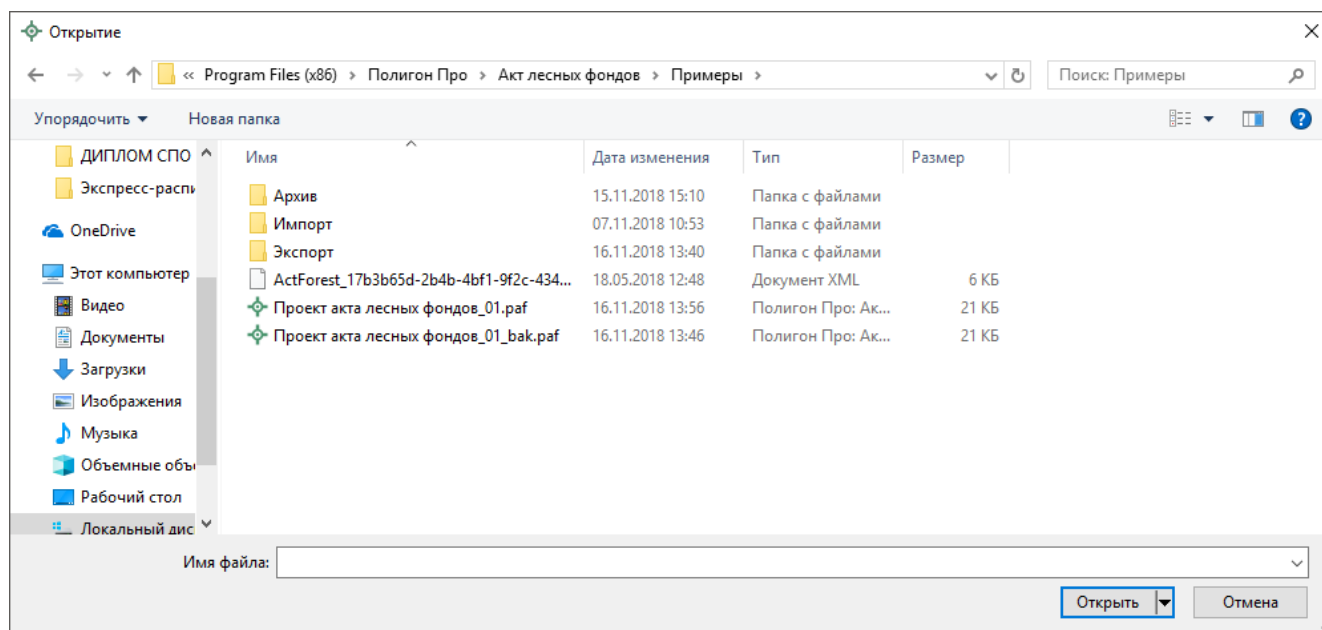 Открытие
« Program Files (x86) › Полигон Про › Акт лесных фондов › Примеры ›
Поиск: Примеры
Упорядочить
Новая папка
ДИПЛОМ СПО
Экспресс-распи
OneDrive
Этот компьютер
Видео
Документы
Загрузки
Изображения
Музыка
Объемные объ
Рабочий стол
Локальный дис
Имя Дата изменения Тип Размер
Архив 15.11.2018 15:10 Папка с файлами
Импорт 07.11.2018 10:53 Папка с файлами
Экспорт 16.11.2018 13:40 Папка с файлами
ActForest_17b3b65d-2b4b-4bf1-9f2c-434... 18.05.2018 12:48 Документ XML 6 КБ
Проект акта лесных фондов_01.paf 16.11.2018 13:56 Полигон Про: Ак... 21 КБ
Проект акта лесных фондов_01_bak.paf 16.11.2018 13:46 Полигон Про: Ак... 21 КБ
Имя файла:
Открыть Отмена